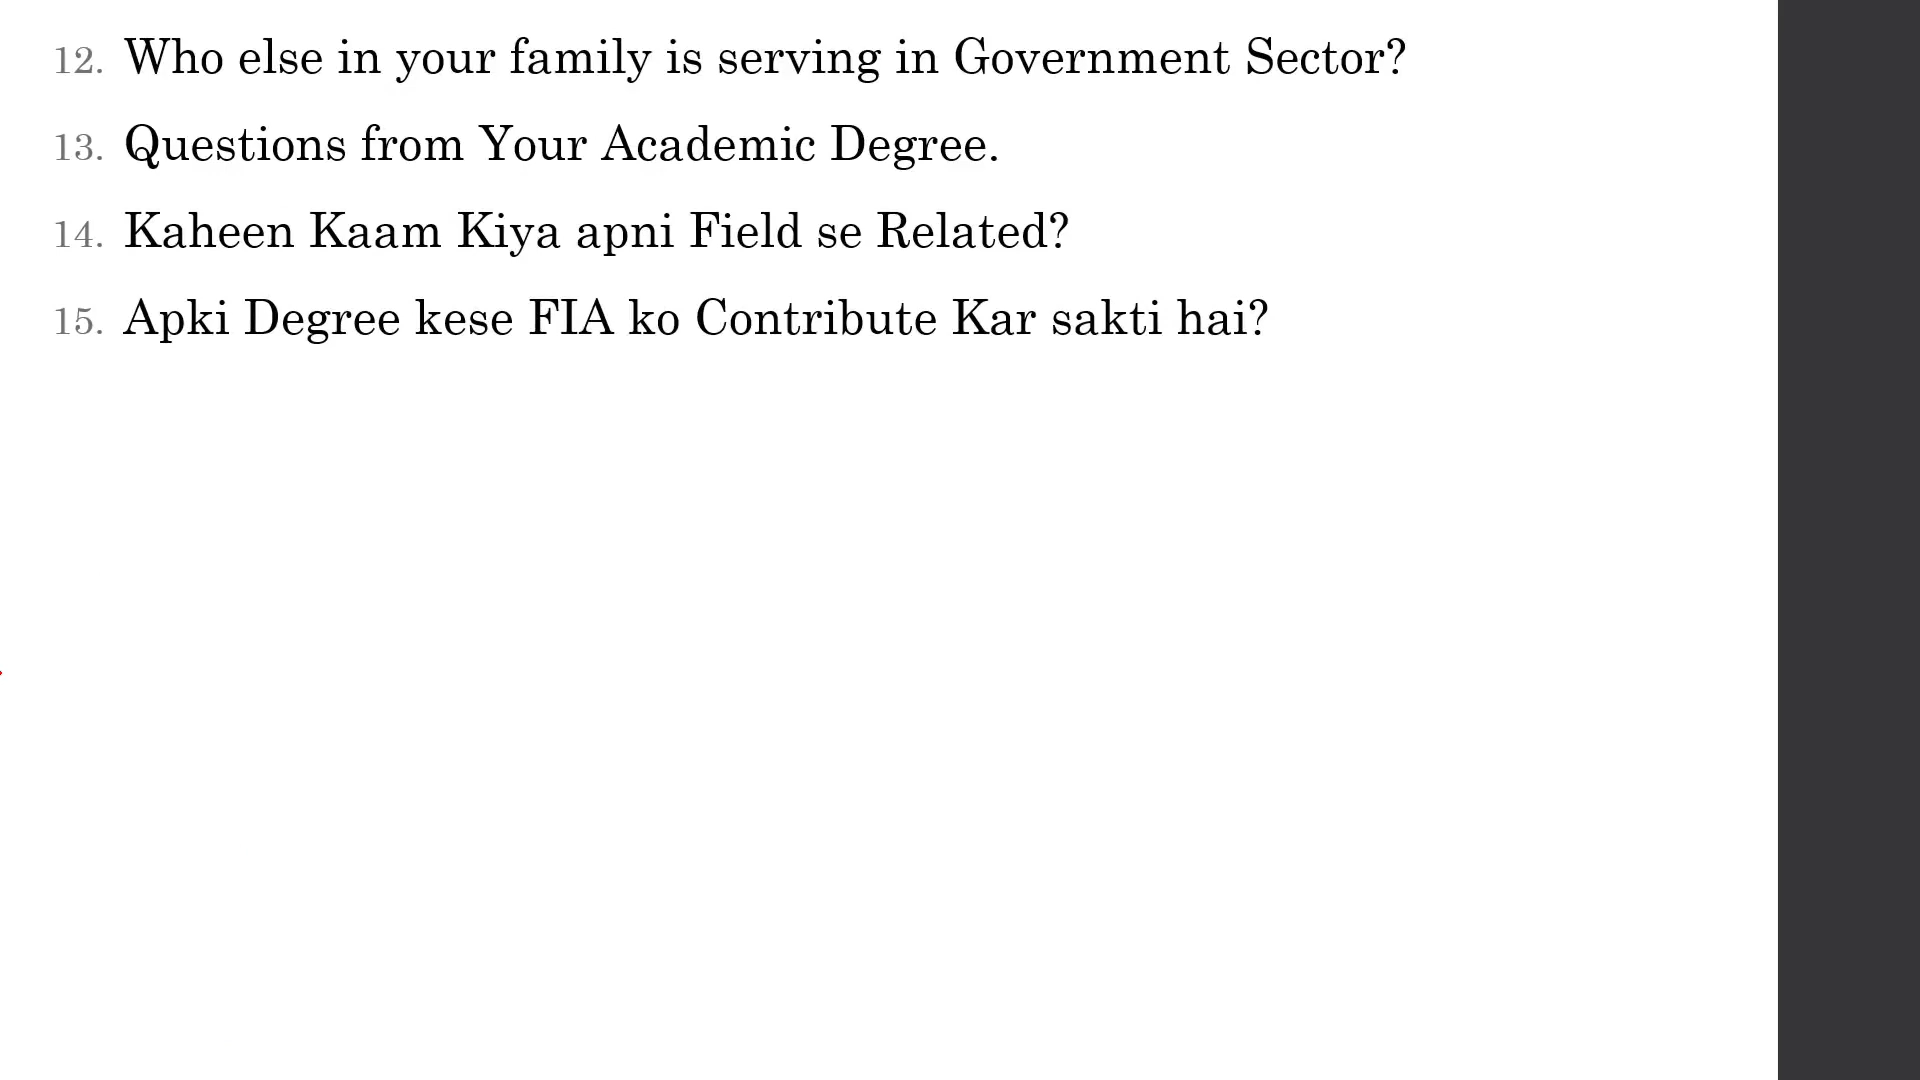 12. Who else in your family is serving in Government Sector?
13. Questions from Your Academic Degree.
14. Kaheen Kaam Kiya apni Field se Related?
15. Apki Degree kese FIA ko Contribute Kar sakti hai?